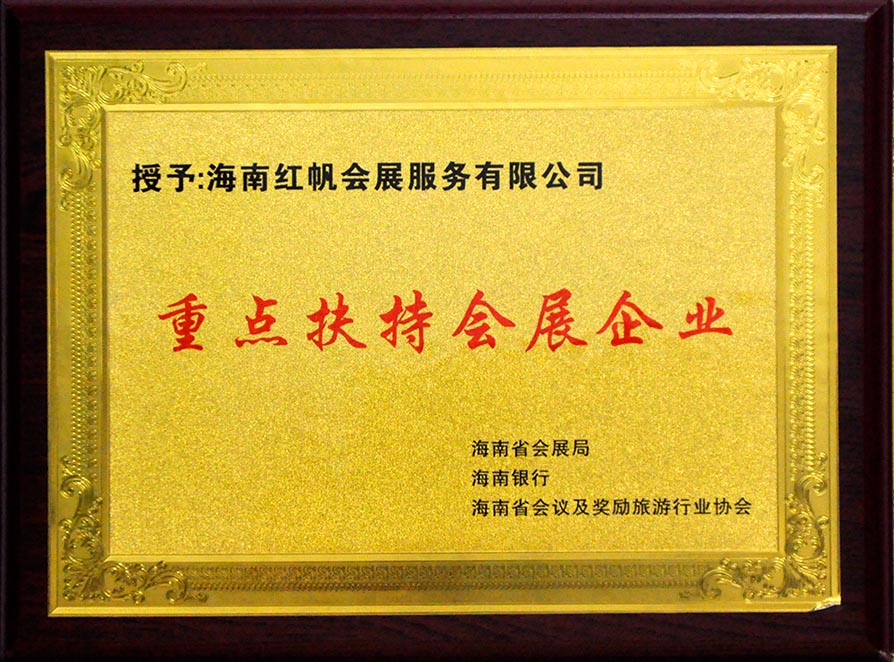 授予:海南红帆会展服务有限公司
重点扶持会展企业
海南省会展局
海南银行
海南省会议及奖励旅游行业协会